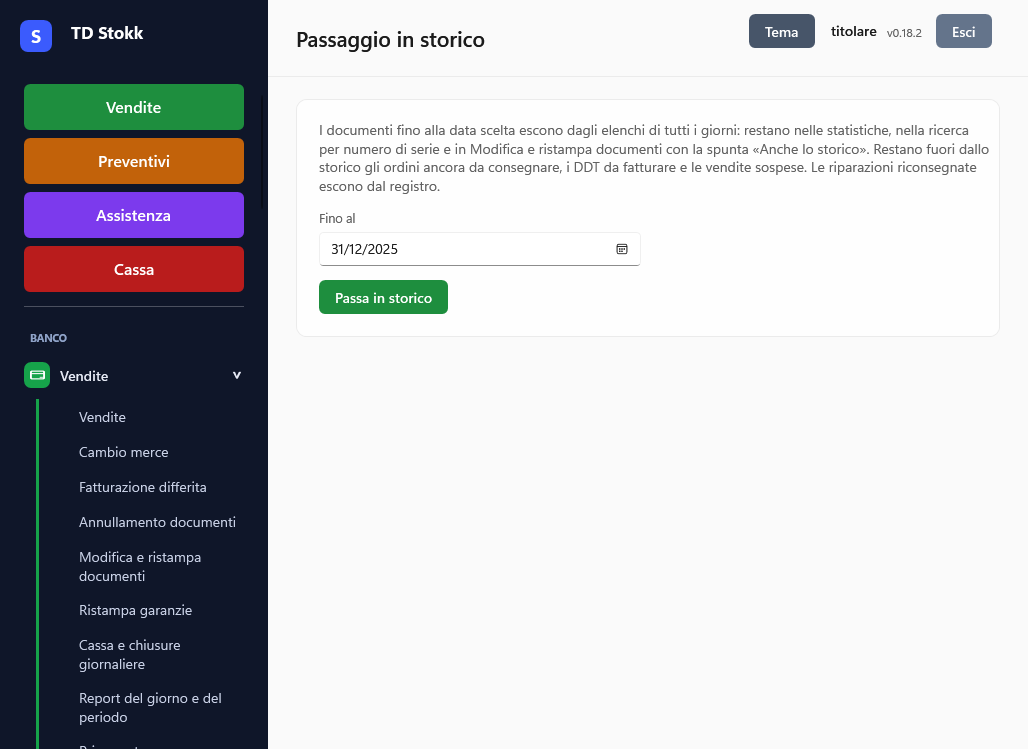 S
TD Stokk
Vendite
Preventivi
Assistenza
Cassa
BANCO
Vendite
Vendite
Cambio merce
Fatturazione differita
Annullamento documenti
Modifica e ristampa
documenti
Ristampa garanzie
Cassa e chiusure
giornaliere
Report del giorno e del
periodo
Passaggio in storico
Tema
titolare
v0.18.2
Esci
I documenti fino alla data scelta escono dagli elenchi di tutti i giorni: restano nelle statistiche, nella ricerca
per numero di serie e in Modifica e ristampa documenti con la spunta «Anche lo storico». Restano fuori dallo
storico gli ordini ancora da consegnare, i DDT da fatturare e le vendite sospese. Le riparazioni riconsegnate
escono dal registro.
Fino al
31/12/2025
Passa in storico